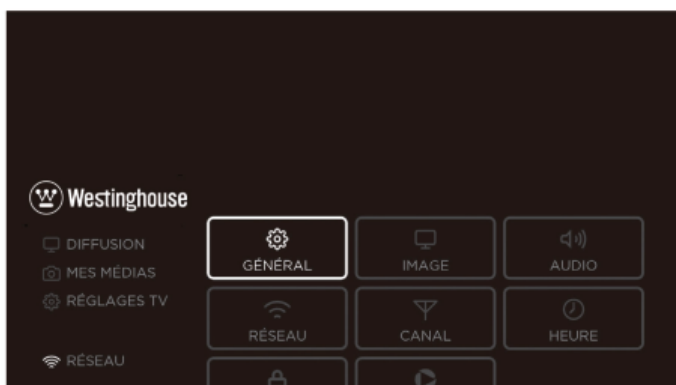 Westinghouse
DIFFUSION
MES MÉDIAS
RÉGLAGES TV
RÉSEAU
GÉNÉRAL
IMAGE
AUDIO
RÉSEAU
CANAL
HEURE